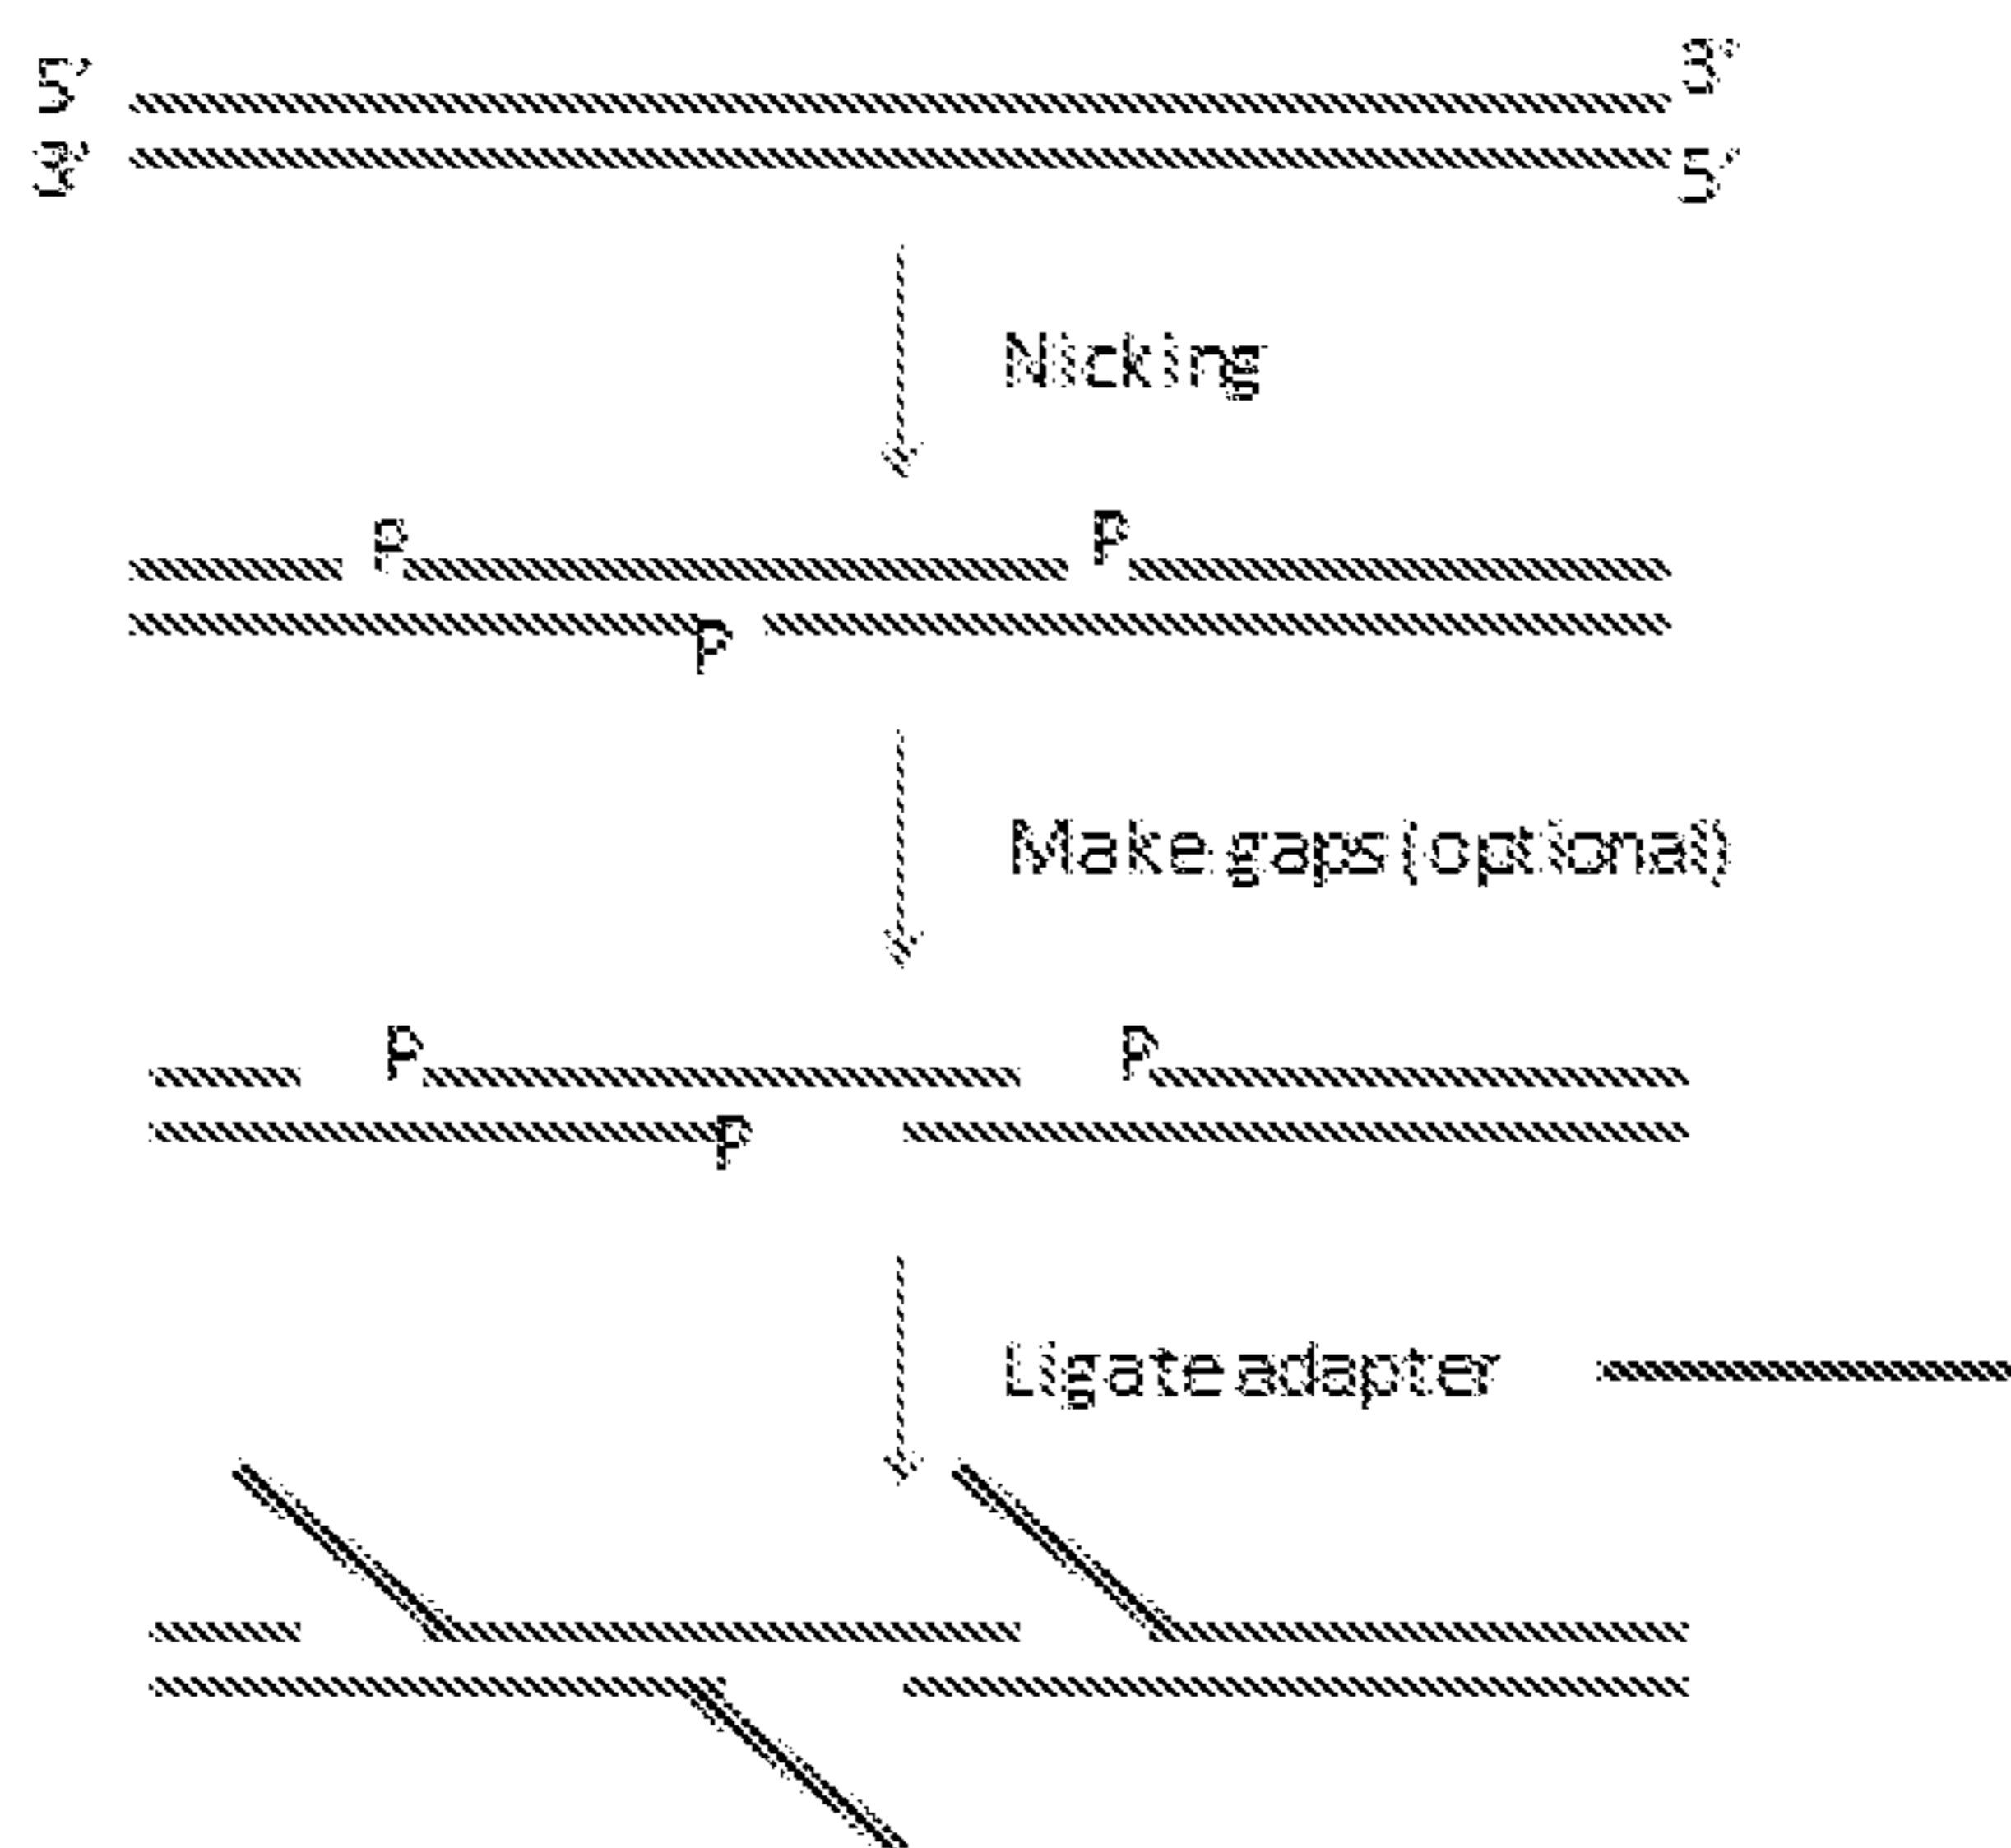 5’ 3’
3’ 5’
Nicking
P P
P
Make gaps (optional)
P P
P
Ligate adapter